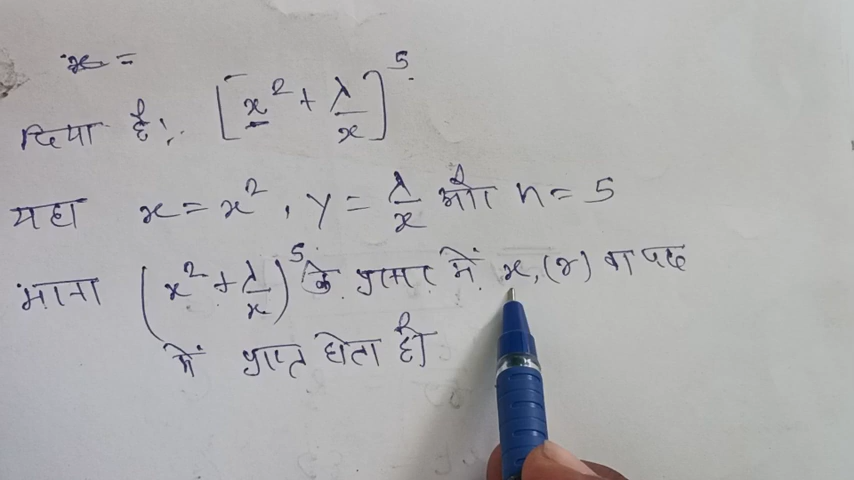 x =
दिया है:. [x² + λ/x]⁵
यहा x = x², y = λ/x और n = 5
माना (x² + λ/x)⁵ के प्रसार में x, (r) वा पद
में प्राप्त होता है।